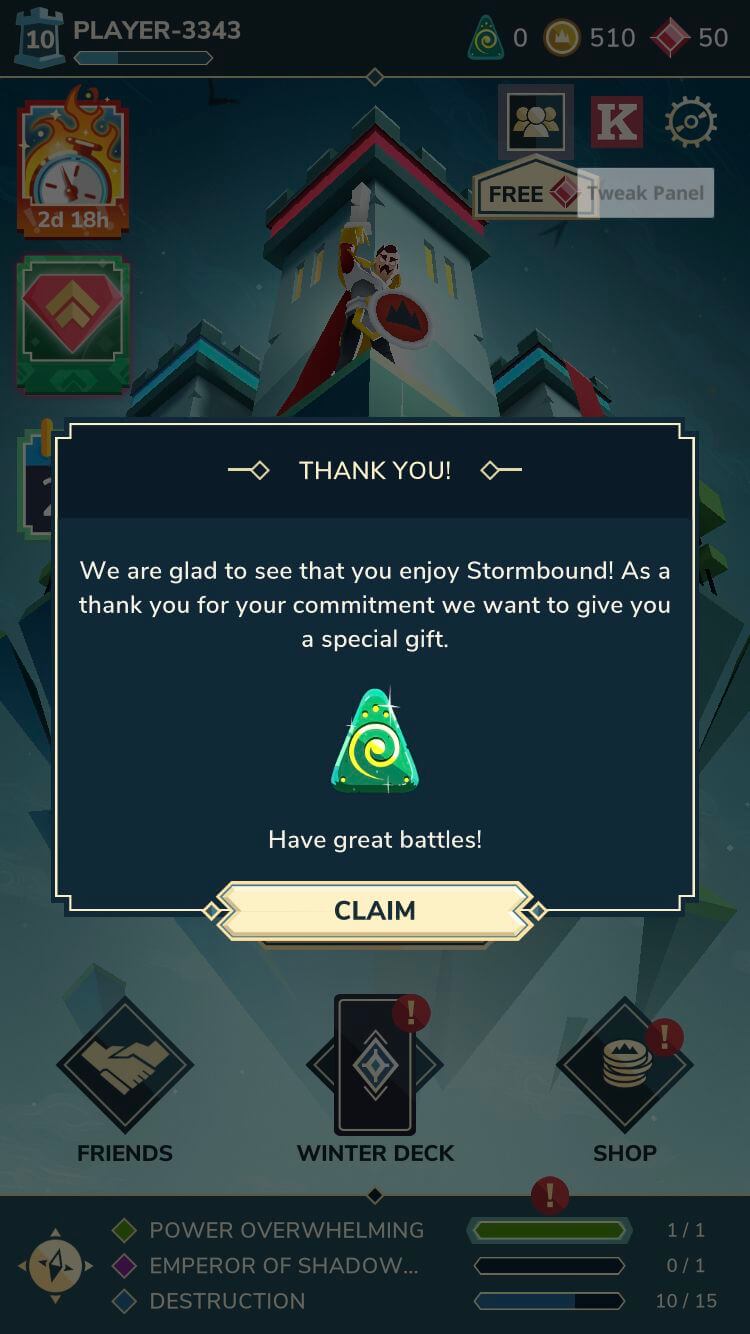 10
PLAYER-3343
0
510
50
K
2d 18h
FREE
Tweak Panel
2
THANK YOU!
We are glad to see that you enjoy Stormbound! As a
thank you for your commitment we want to give you
a special gift.
Have great battles!
CLAIM
!
!
FRIENDS
WINTER DECK
SHOP
!
POWER OVERWHELMING
1 / 1
EMPEROR OF SHADOW...
0 / 1
DESTRUCTION
10 / 15